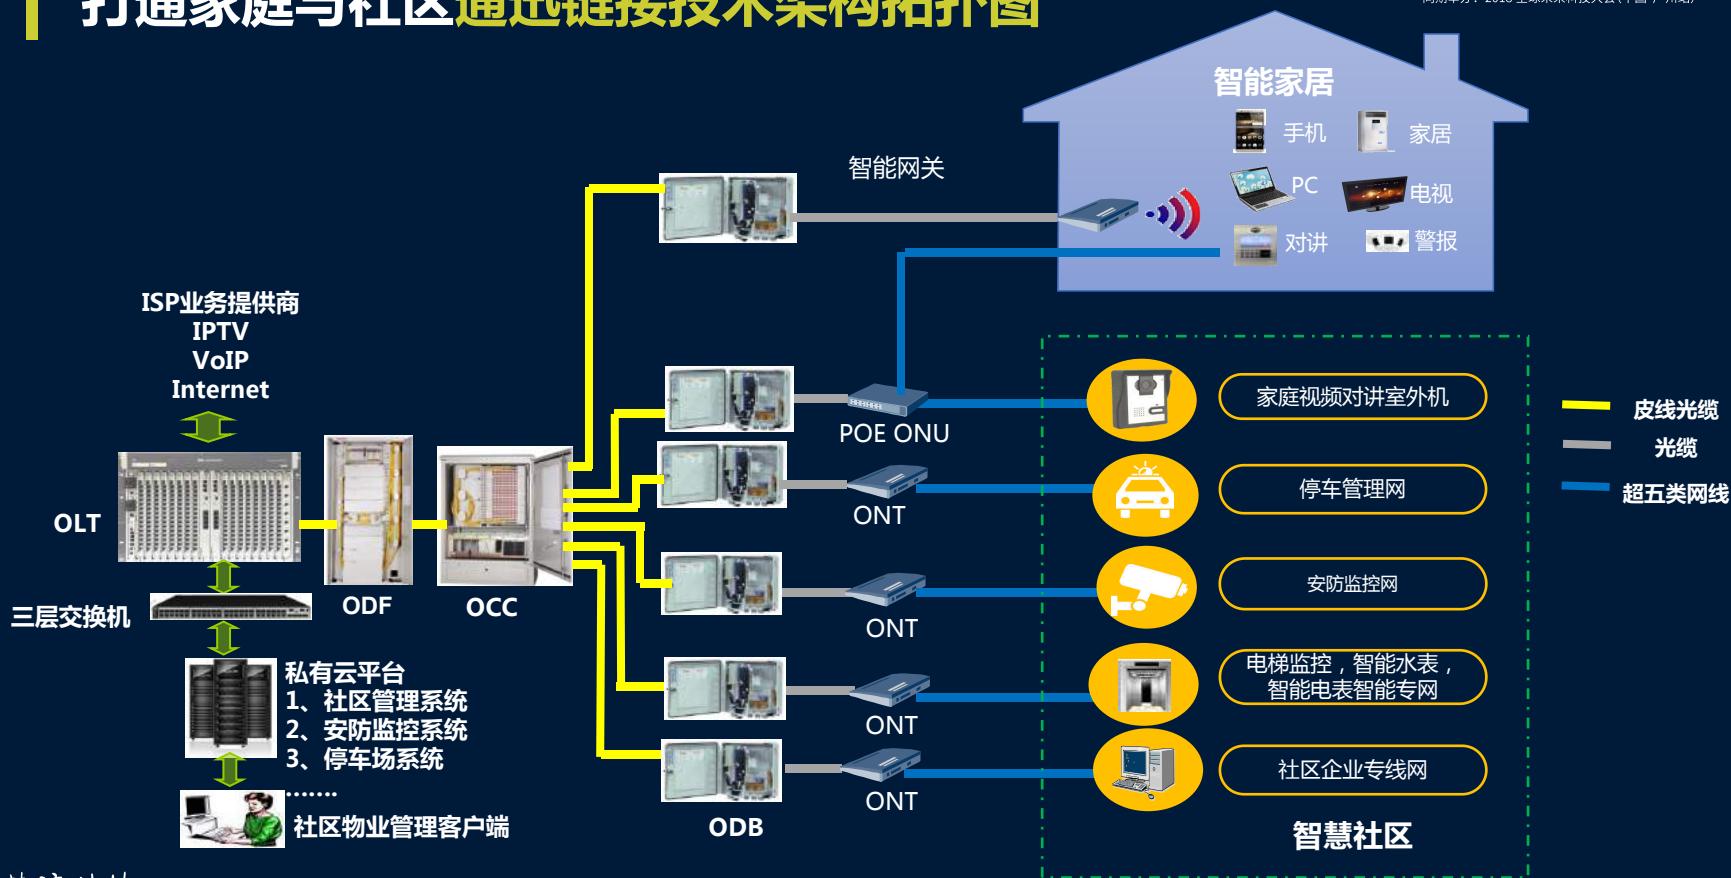 打通家庭与社区通迅链接技术架构拓扑图
智能家居
手机
家居
PC
电视
对讲
警报
智能网关
ISP业务提供商
IPTV
VoIP
Internet
OLT
ODF
OCC
三层交换机
私有云平台
1、社区管理系统
2、安防监控系统
3、停车场系统
.......
社区物业管理客户端
POE ONU
ONT
ONT
ONT
ONT
ODB
家庭视频对讲室外机
停车管理网
安防监控网
电梯监控，智能水表，
智能电表智能专网
社区企业专线网
智慧社区
皮线光缆
光缆
超五类网线